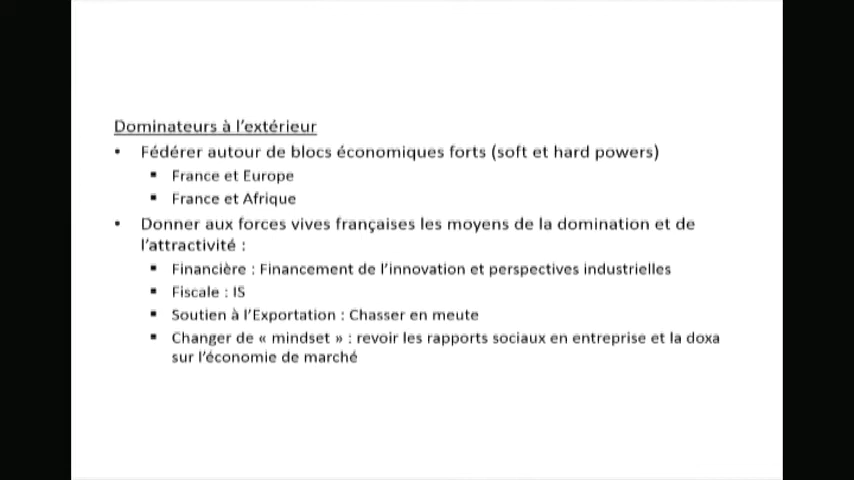 Dominateurs à l'extérieur
• Fédérer autour de blocs économiques forts (soft et hard powers)
▪ France et Europe
▪ France et Afrique
• Donner aux forces vives françaises les moyens de la domination et de
l'attractivité :
▪ Financière : Financement de l'innovation et perspectives industrielles
▪ Fiscale : IS
▪ Soutien à l'Exportation : Chasser en meute
▪ Changer de « mindset » : revoir les rapports sociaux en entreprise et la doxa
sur l'économie de marché